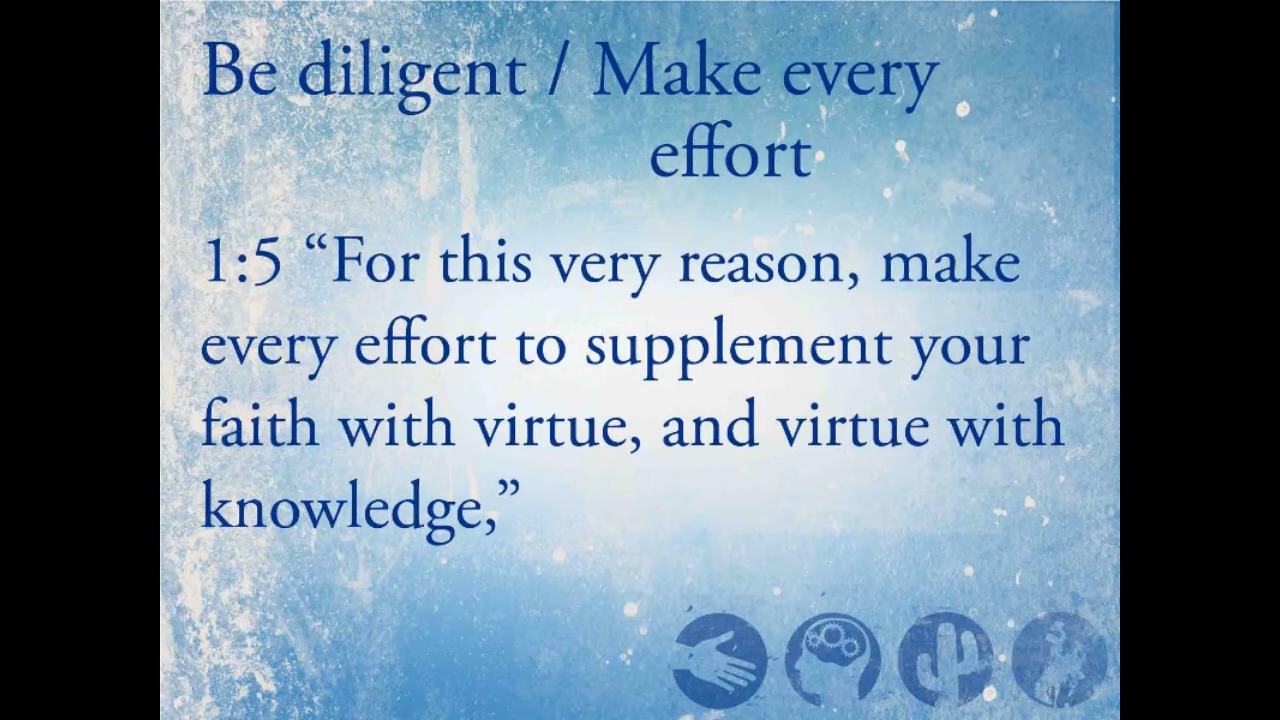 Be diligent / Make every
effort
1:5 “For this very reason, make
every effort to supplement your
faith with virtue, and virtue with
knowledge,”